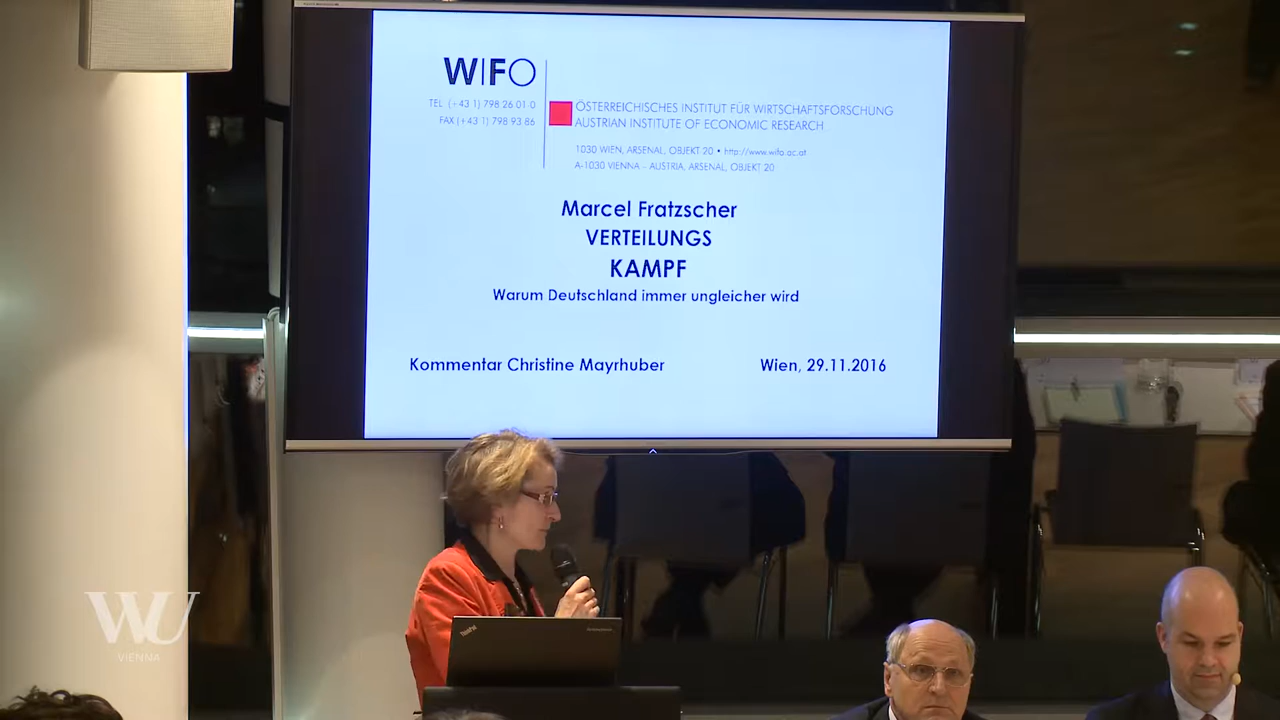 WIFO
TEL. (+43 1) 798 26 01-0
FAX (+43 1) 798 93 86
ÖSTERREICHISCHES INSTITUT FÜR WIRTSCHAFTSFORSCHUNG
AUSTRIAN INSTITUTE OF ECONOMIC RESEARCH
1030 WIEN, ARSENAL, OBJEKT 20 • http://www.wifo.ac.at
A-1030 VIENNA – AUSTRIA, ARSENAL, OBJEKT 20
Marcel Fratzscher
VERTEILUNGS
KAMPF
Warum Deutschland immer ungleicher wird
Kommentar Christine Mayrhuber Wien, 29.11.2016
ThinkPad
WU
VIENNA